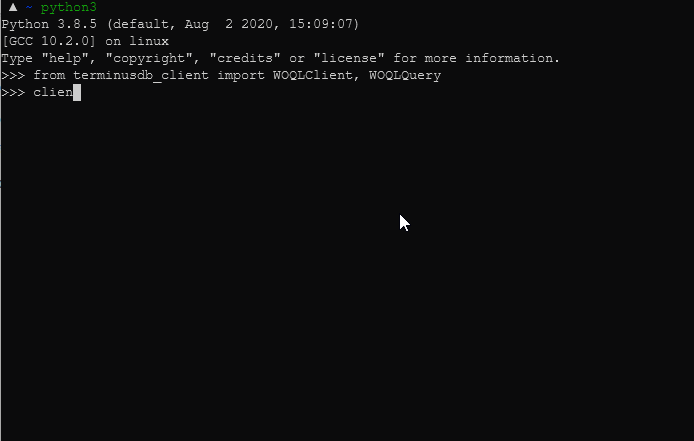 ▲ ~ python3
Python 3.8.5 (default, Aug  2 2020, 15:09:07)
[GCC 10.2.0] on linux
Type "help", "copyright", "credits" or "license" for more information.
>>> from terminusdb_client import WOQLClient, WOQLQuery
>>> clien